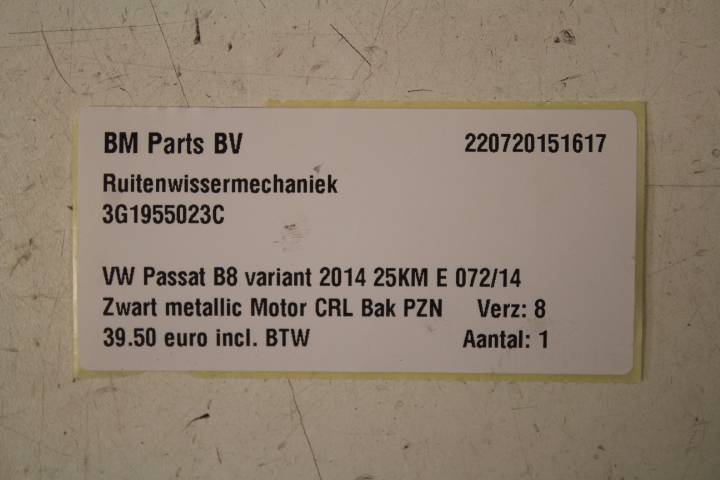 BM Parts BV 220720151617
Ruitenwissermechaniek
3G1955023C
VW Passat B8 variant 2014 25KM E 072/14
Zwart metallic Motor CRL Bak PZN Verz: 8
39.50 euro incl. BTW Aantal: 1